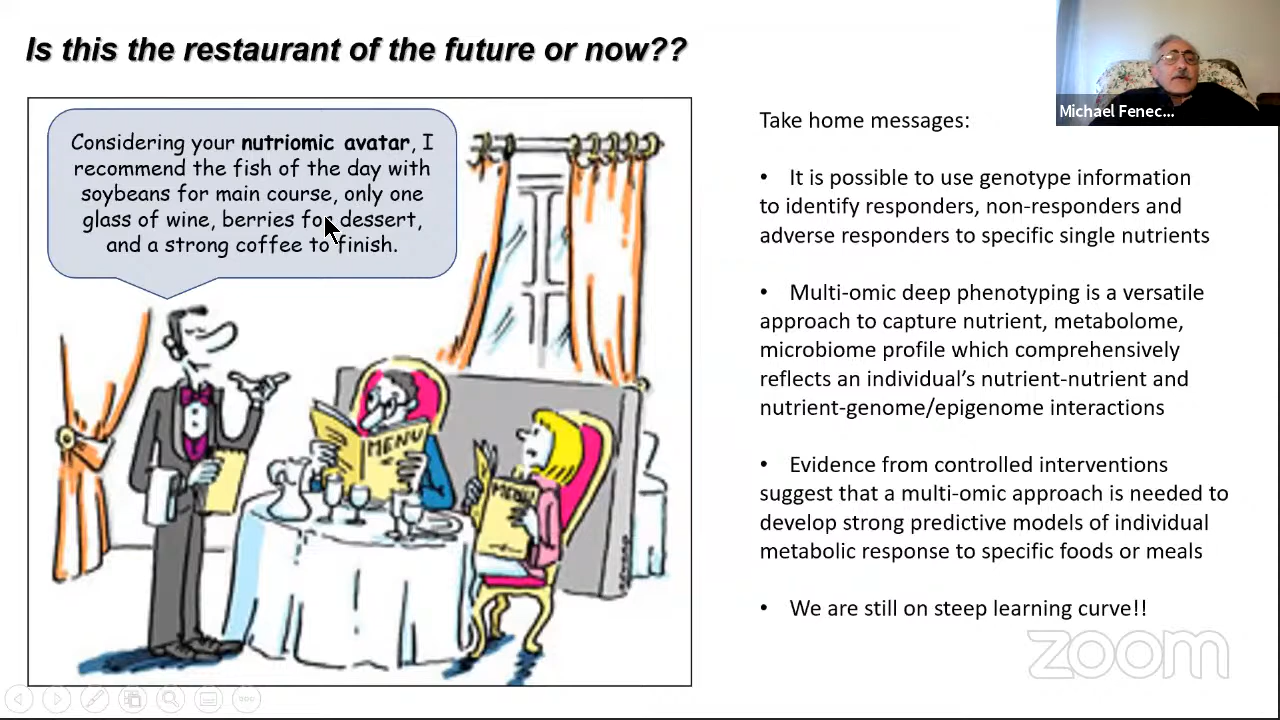 Is this the restaurant of the future or now??
Michael Fenec...
Considering your nutriomic avatar, I
recommend the fish of the day with
soybeans for main course, only one
glass of wine, berries for dessert,
and a strong coffee to finish.
MENU
MENU
Take home messages:
• It is possible to use genotype information
to identify responders, non-responders and
adverse responders to specific single nutrients
• Multi-omic deep phenotyping is a versatile
approach to capture nutrient, metabolome,
microbiome profile which comprehensively
reflects an individual's nutrient-nutrient and
nutrient-genome/epigenome interactions
• Evidence from controlled interventions
suggest that a multi-omic approach is needed to
develop strong predictive models of individual
metabolic response to specific foods or meals
• We are still on steep learning curve!!
zoom